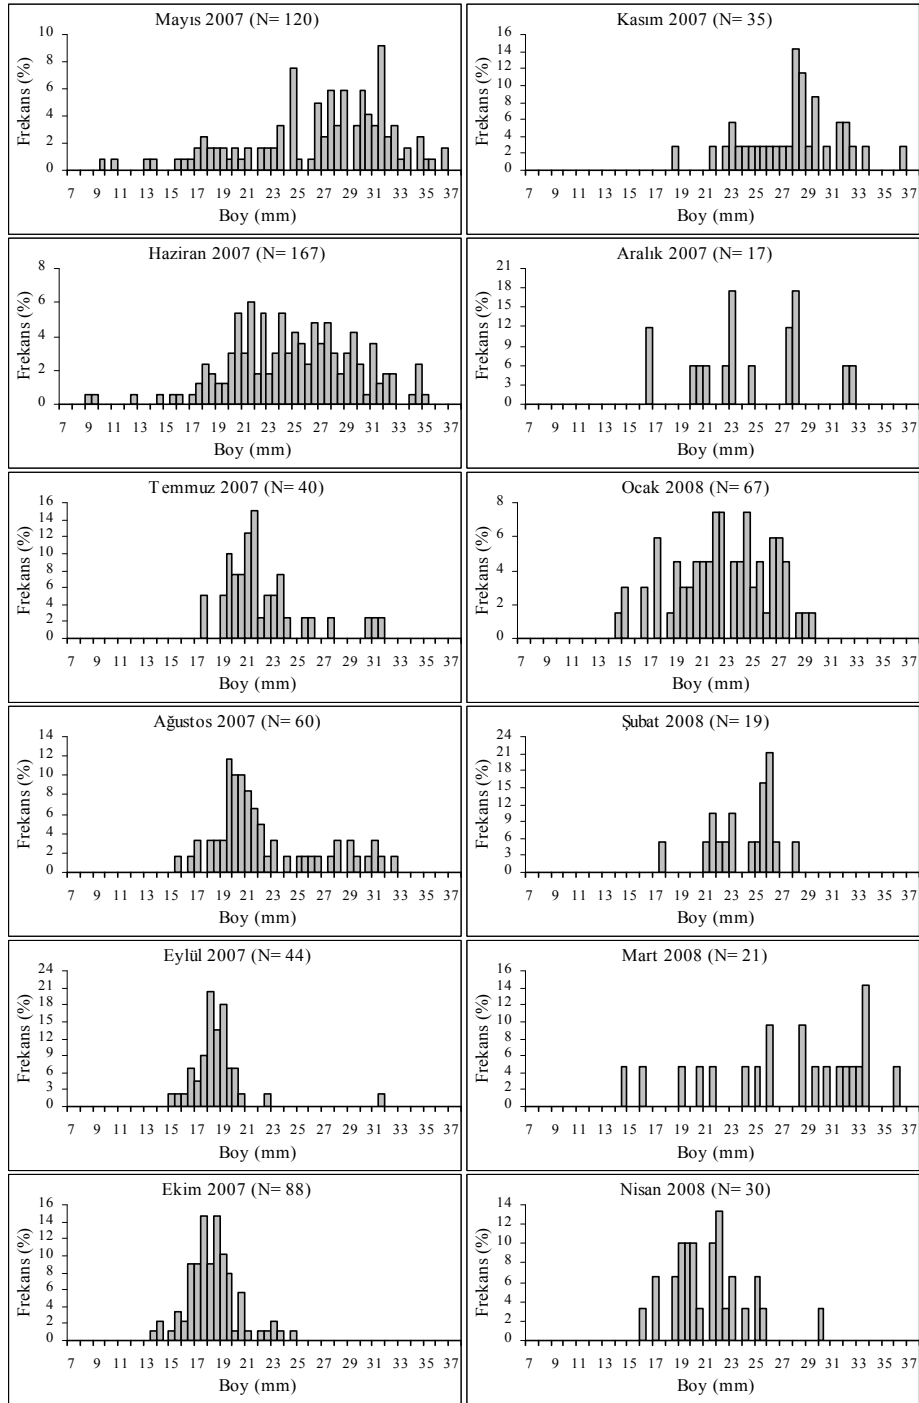 Mayıs 2007 (N= 120)
Frekans (%)
10
8
6
4
2
0
7 9 11 13 15 17 19 21 23 25 27 29 31 33 35 37
Boy (mm)
Haziran 2007 (N= 167)
Frekans (%)
8
6
4
2
0
7 9 11 13 15 17 19 21 23 25 27 29 31 33 35 37
Boy (mm)
Temmuz 2007 (N= 40)
Frekans (%)
16
14
12
10
8
6
4
2
0
7 9 11 13 15 17 19 21 23 25 27 29 31 33 35 37
Boy (mm)
Ağustos 2007 (N= 60)
Frekans (%)
14
12
10
8
6
4
2
0
7 9 11 13 15 17 19 21 23 25 27 29 31 33 35 37
Boy (mm)
Eylül 2007 (N= 44)
Frekans (%)
24
21
18
15
12
9
6
3
0
7 9 11 13 15 17 19 21 23 25 27 29 31 33 35 37
Boy (mm)
Ekim 2007 (N= 88)
Frekans (%)
16
14
12
10
8
6
4
2
0
7 9 11 13 15 17 19 21 23 25 27 29 31 33 35 37
Boy (mm)
Kasım 2007 (N= 35)
Frekans (%)
16
14
12
10
8
6
4
2
0
7 9 11 13 15 17 19 21 23 25 27 29 31 33 35 37
Boy (mm)
Aralık 2007 (N= 17)
Frekans (%)
21
18
15
12
9
6
3
0
7 9 11 13 15 17 19 21 23 25 27 29 31 33 35 37
Boy (mm)
Ocak 2008 (N= 67)
Frekans (%)
8
6
4
2
0
7 9 11 13 15 17 19 21 23 25 27 29 31 33 35 37
Boy (mm)
Şubat 2008 (N= 19)
Frekans (%)
24
21
18
15
12
9
6
3
0
7 9 11 13 15 17 19 21 23 25 27 29 31 33 35 37
Boy (mm)
Mart 2008 (N= 21)
Frekans (%)
16
14
12
10
8
6
4
2
0
7 9 11 13 15 17 19 21 23 25 27 29 31 33 35 37
Boy (mm)
Nisan 2008 (N= 30)
Frekans (%)
14
12
10
8
6
4
2
0
7 9 11 13 15 17 19 21 23 25 27 29 31 33 35 37
Boy (mm)